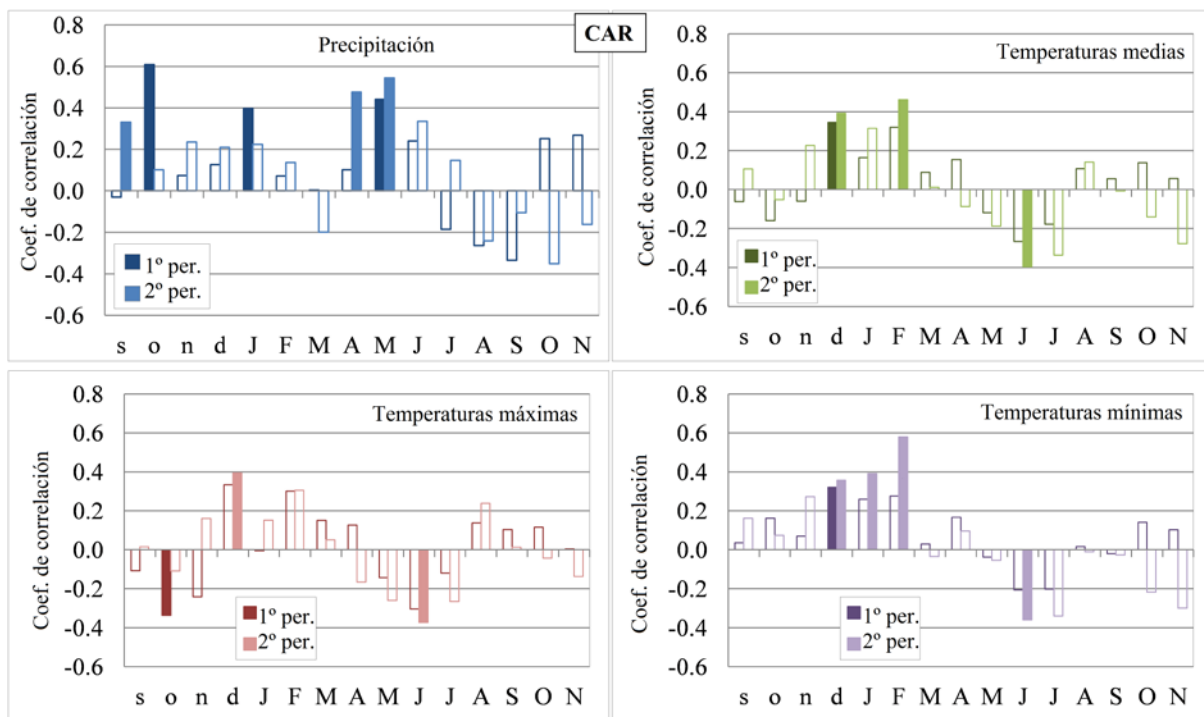 CAR
Precipitación
Coef. de correlación
0.8
0.6
0.4
0.2
0.0
-0.2
-0.4
-0.6
1º per.
2º per.
s o n d J F M A M J J A S O N
Temperaturas medias
Coef. de correlación
0.8
0.6
0.4
0.2
0.0
-0.2
-0.4
-0.6
1º per.
2º per.
s o n d J F M A M J J A S O N
Temperaturas máximas
Coef. de correlación
0.8
0.6
0.4
0.2
0.0
-0.2
-0.4
-0.6
1º per.
2º per.
s o n d J F M A M J J A S O N
Temperaturas mínimas
Coef. de correlación
0.8
0.6
0.4
0.2
0.0
-0.2
-0.4
-0.6
1º per.
2º per.
s o n d J F M A M J J A S O N